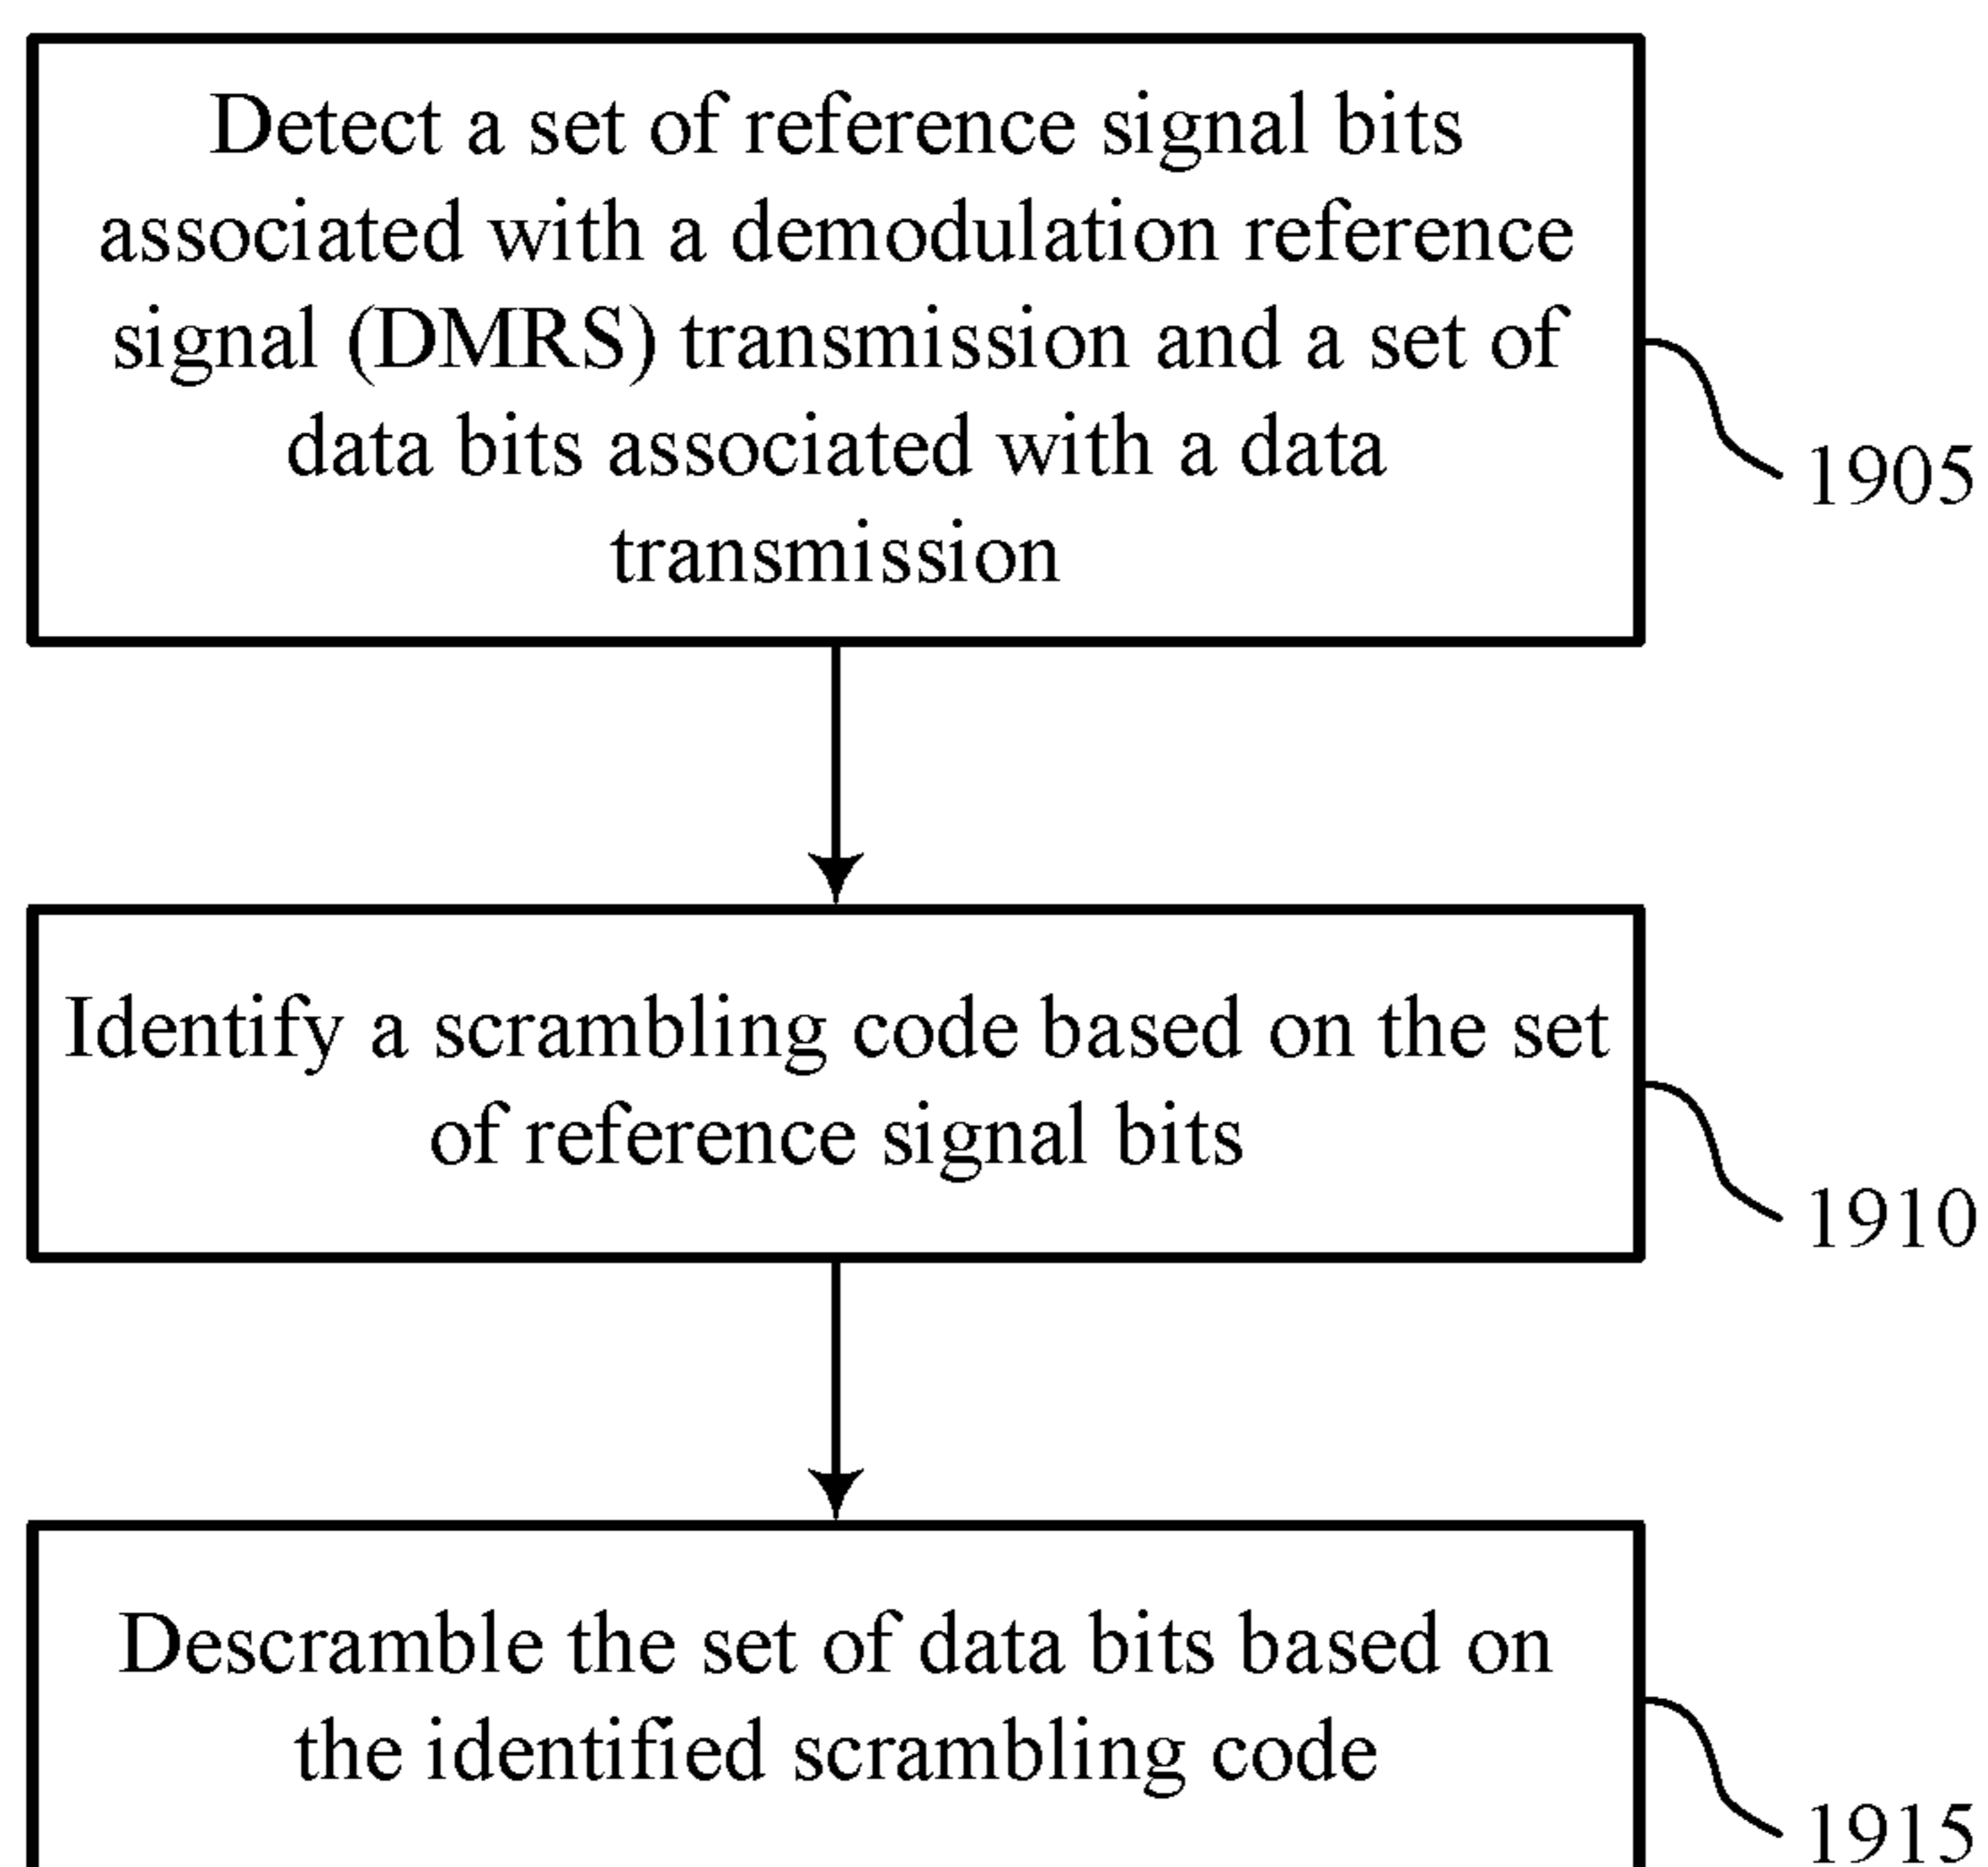 Detect a set of reference signal bits
associated with a demodulation reference
signal (DMRS) transmission and a set of
data bits associated with a data
transmission
1905
Identify a scrambling code based on the set
of reference signal bits
1910
Descramble the set of data bits based on
the identified scrambling code
1915